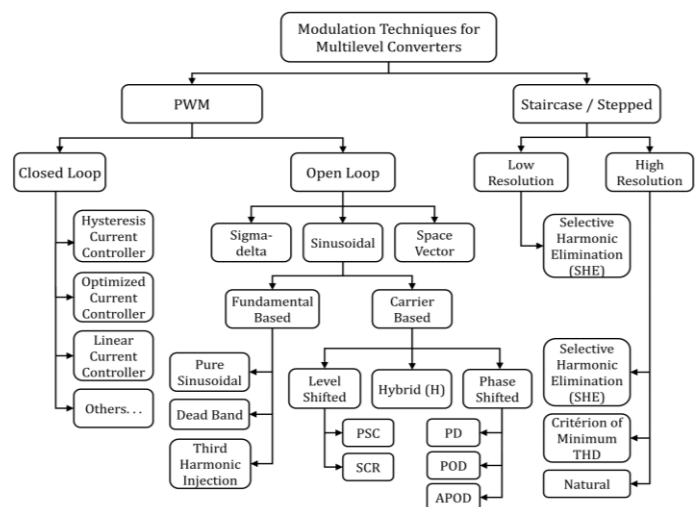 Modulation Techniques for
Multilevel Converters
PWM
Staircase / Stepped
Closed Loop
Open Loop
Low
Resolution
High
Resolution
Hysteresis
Current
Controller
Optimized
Current
Controller
Linear
Current
Controller
Others. . .
Sigma-
delta
Sinusoidal
Space
Vector
Selective
Harmonic
Elimination
(SHE)
Fundamental
Based
Carrier
Based
Pure
Sinusoidal
Dead Band
Third
Harmonic
Injection
Level
Shifted
Hybrid (H)
Phase
Shifted
PSC
SCR
PD
POD
APOD
Selective
Harmonic
Elimination
(SHE)
Critérion of
Minimum
THD
Natural